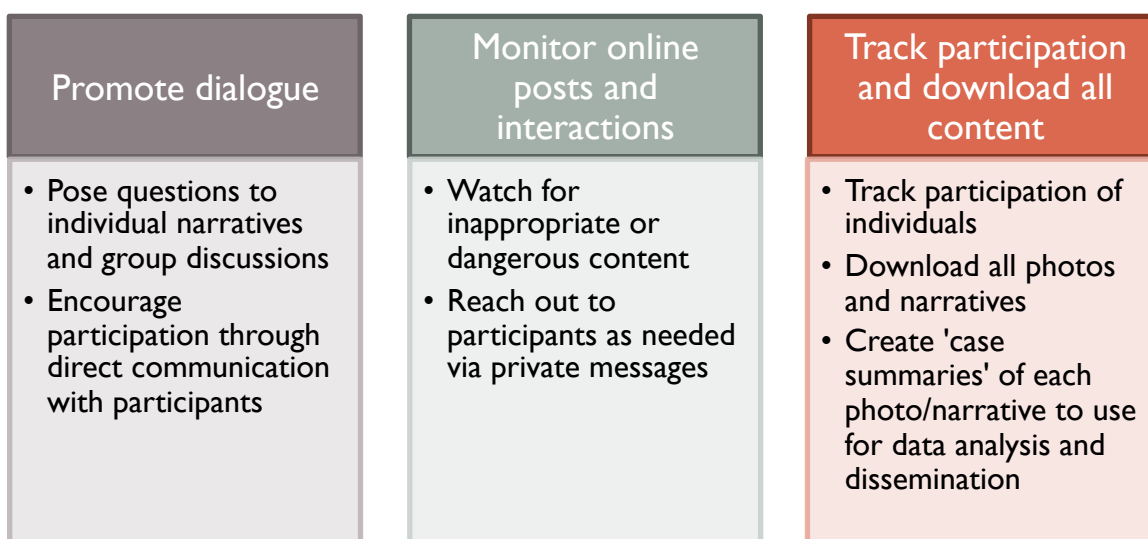 Promote dialogue
• Pose questions to
individual narratives
and group discussions
• Encourage
participation through
direct communication
with participants
Monitor online
posts and
interactions
• Watch for
inappropriate or
dangerous content
• Reach out to
participants as needed
via private messages
Track participation
and download all
content
• Track participation of
individuals
• Download all photos
and narratives
• Create 'case
summaries' of each
photo/narrative to use
for data analysis and
dissemination